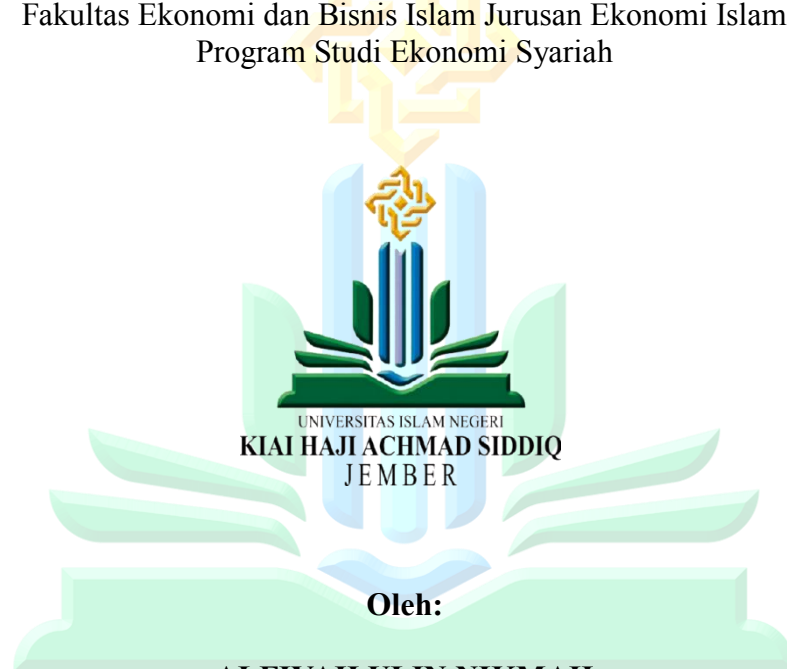 Fakultas Ekonomi dan Bisnis Islam Jurusan Ekonomi Islam
Program Studi Ekonomi Syariah
UNIVERSITAS ISLAM NEGERI
KIAI HAJI ACHMAD SIDDIQ
JEMBER
Oleh: